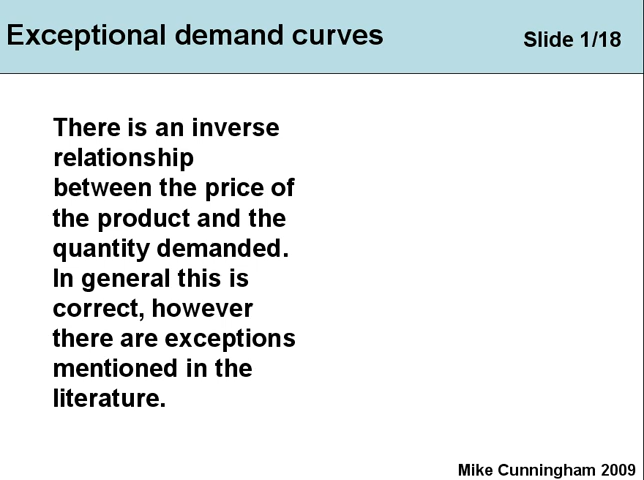 Exceptional demand curves
Slide 1/18
There is an inverse
relationship
between the price of
the product and the
quantity demanded.
In general this is
correct, however
there are exceptions
mentioned in the
literature.
Mike Cunningham 2009